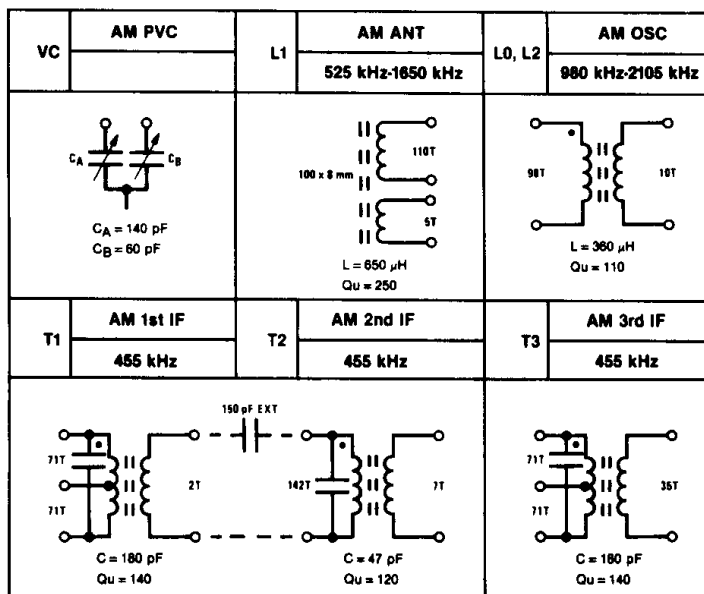 VC
AM PVC
L1
AM ANT
525 kHz-1650 kHz
L0, L2
AM OSC
980 kHz-2105 kHz
CA
CB
CA = 140 pF
CB = 60 pF
100 x 8 mm
110T
5T
L = 650 μH
Qu = 250
98T
10T
L = 360 μH
Qu = 110
T1
AM 1st IF
455 kHz
T2
AM 2nd IF
455 kHz
T3
AM 3rd IF
455 kHz
71T
71T
2T
C = 180 pF
Qu = 140
150 pF EXT
142T
7T
C = 47 pF
Qu = 120
71T
71T
35T
C = 180 pF
Qu = 140